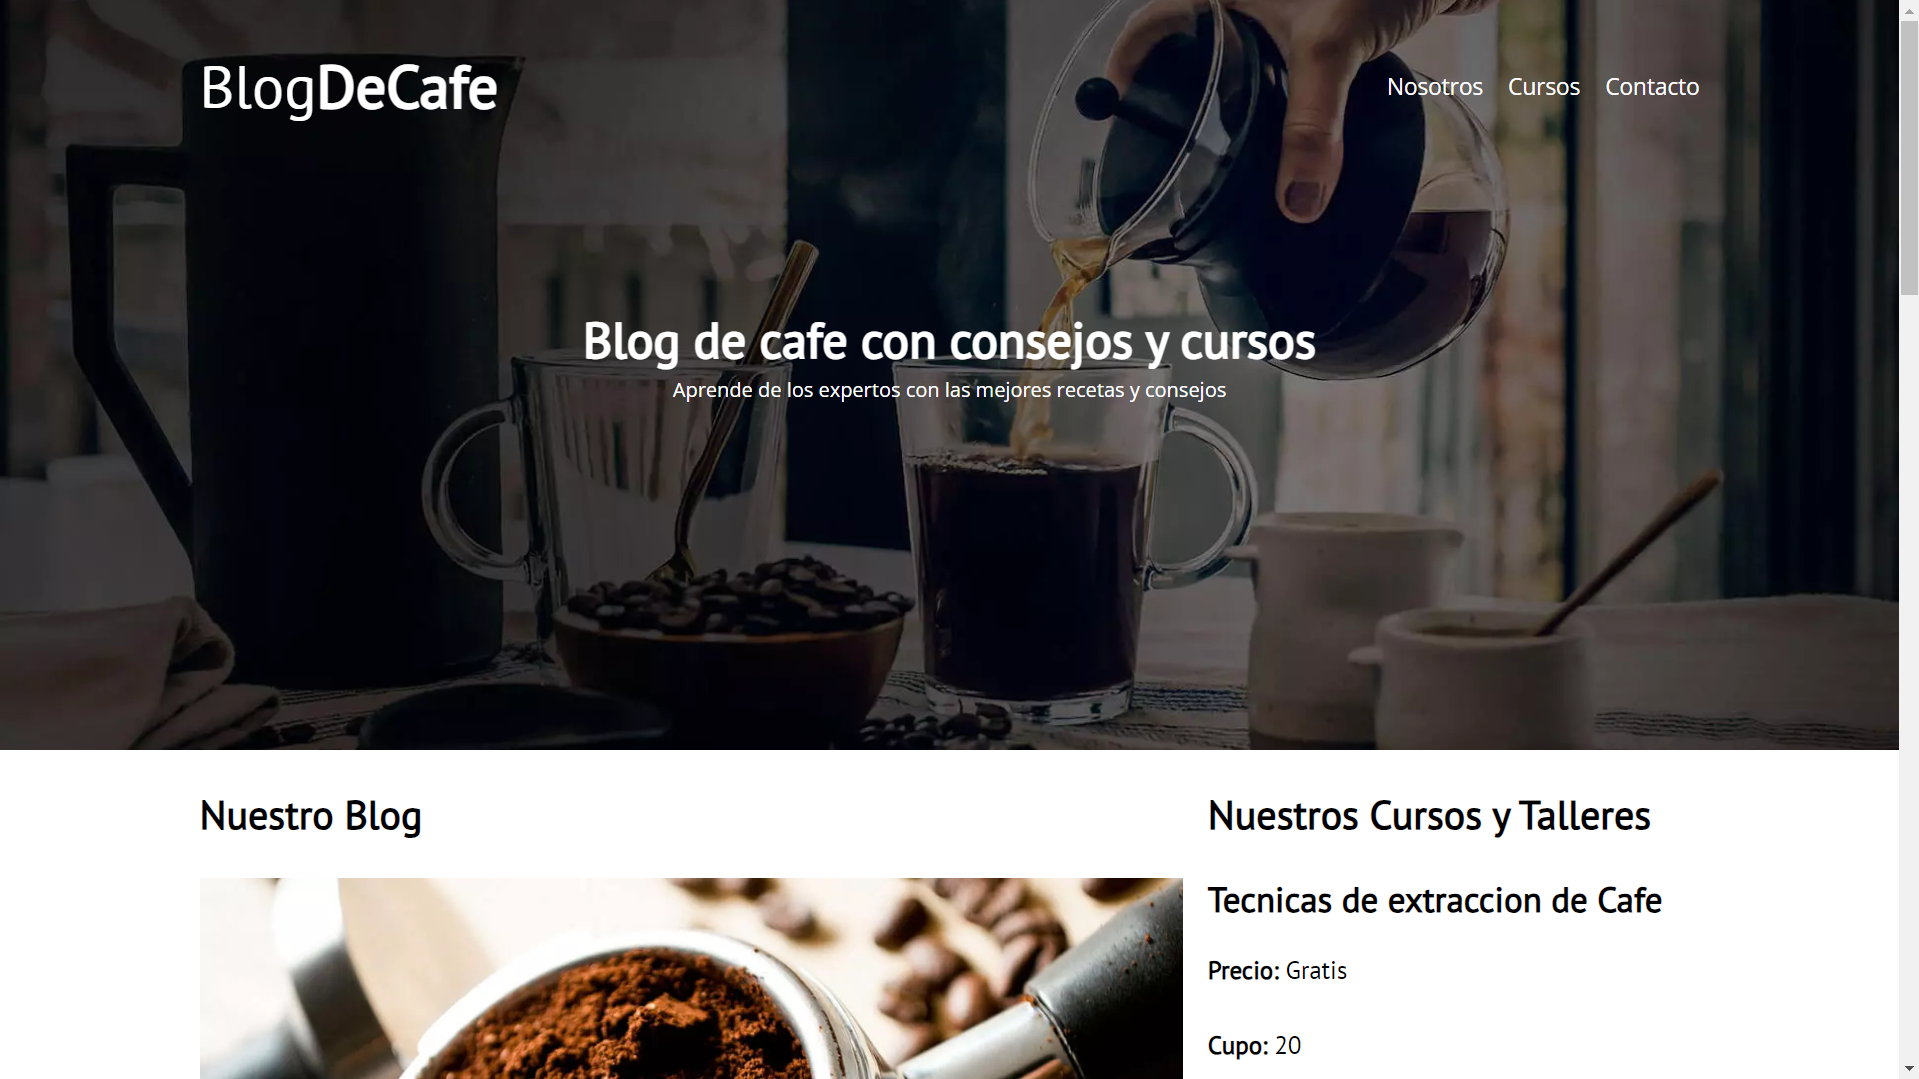 BlogDeCafe
Nosotros Cursos Contacto
Blog de cafe con consejos y cursos
Aprende de los expertos con las mejores recetas y consejos
Nuestro Blog
Nuestros Cursos y Talleres
Tecnicas de extraccion de Cafe
Precio: Gratis
Cupo: 20